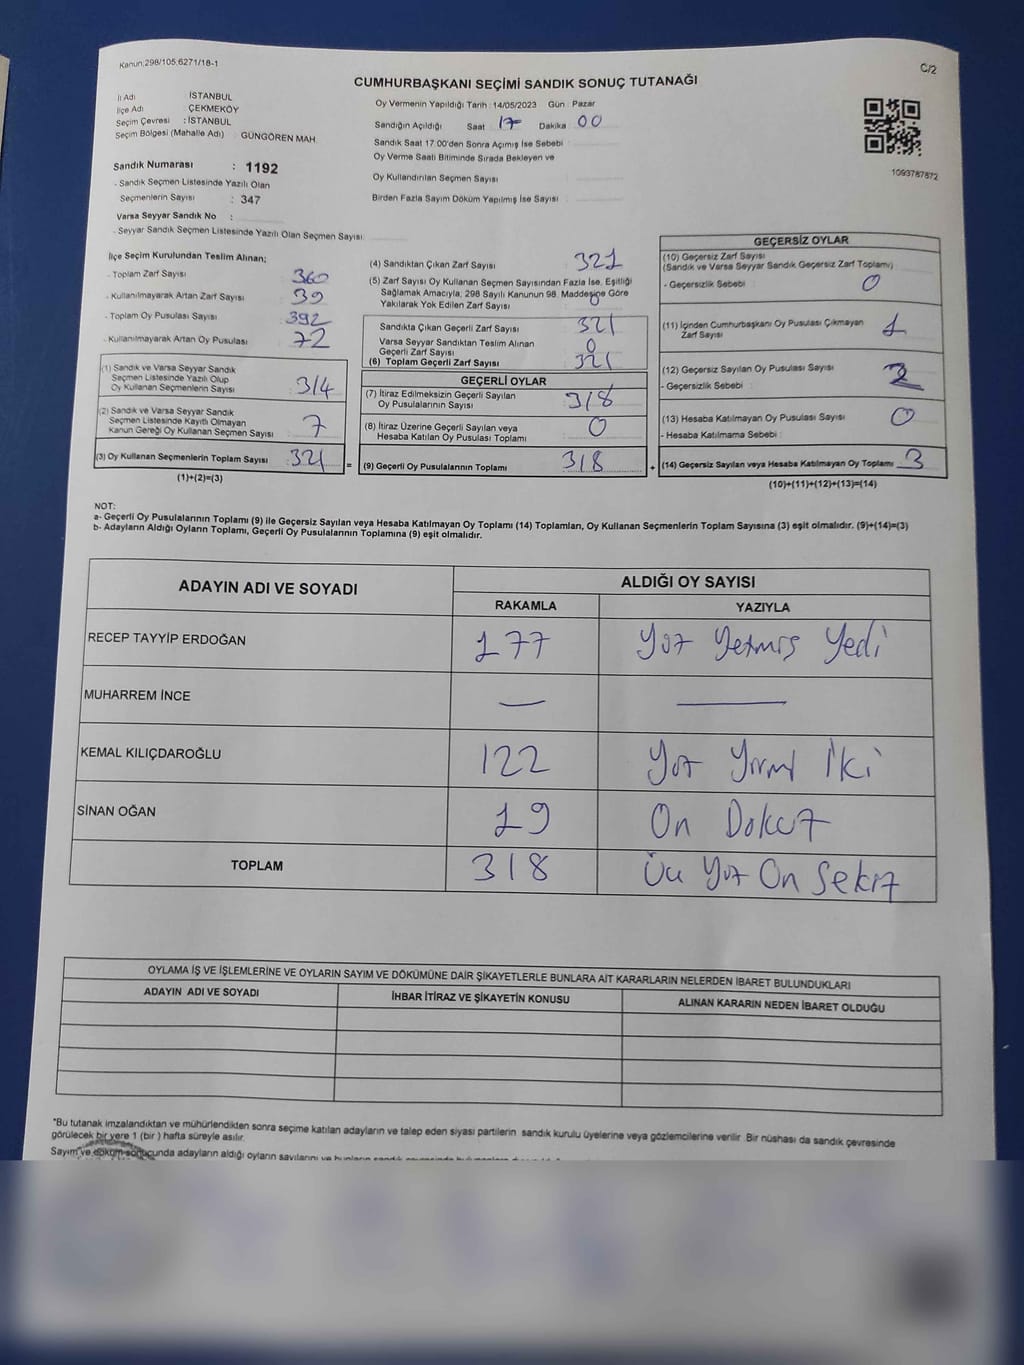 Kanun:298/105,6271/18-1
C/2
CUMHURBAŞKANI SEÇİMİ SANDIK SONUÇ TUTANAĞI
İl Adı İSTANBUL
İlçe Adı ÇEKMEKÖY
Seçim Çevresi : İSTANBUL
Seçim Bölgesi (Mahalle Adı) GÜNGÖREN MAH.
Sandık Numarası : 1192
- Sandık Seçmen Listesinde Yazılı Olan
Seçmenlerin Sayısı : 347
Varsa Seyyar Sandık No :
- Seyyar Sandık Seçmen Listesinde Yazılı Olan Seçmen Sayısı:
Oy Vermenin Yapıldığı Tarih : 14/05/2023 Gün : Pazar
Sandığın Açıldığı Saat 17 Dakika 00
Sandık Saat 17.00'den Sonra Açımış İse Sebebi :
Oy Verme Saati Bitiminde Sırada Bekleyen ve
Oy Kullandırılan Seçmen Sayısı :
Birden Fazla Sayım Döküm Yapılmış İse Sayısı :
1093787872
İlçe Seçim Kurulundan Teslim Alınan;
- Toplam Zarf Sayısı 360
- Kullanılmayarak Artan Zarf Sayısı 39
- Toplam Oy Pusulası Sayısı 392
- Kullanılmayarak Artan Oy Pusulası 72
(1) Sandık ve Varsa Seyyar Sandık
Seçmen Listesinde Yazılı Olup
Oy Kullanan Seçmenlerin Sayısı 314
(2) Sandık ve Varsa Seyyar Sandık
Seçmen Listesinde Kayıtlı Olmayan
Kanun Gereği Oy Kullanan Seçmen Sayısı 7
(3) Oy Kullanan Seçmenlerin Toplam Sayısı 321 =
(1)+(2)=(3)
(4) Sandıktan Çıkan Zarf Sayısı 321
(5) Zarf Sayısı Oy Kullanan Seçmen Sayısından Fazla İse, Eşitliği
Sağlamak Amacıyla, 298 Sayılı Kanunun 98. Maddesine Göre
Yakılarak Yok Edilen Zarf Sayısı 0
Sandıkta Çıkan Geçerli Zarf Sayısı 321
Varsa Seyyar Sandıktan Teslim Alınan
Geçerli Zarf Sayısı 0
(6) Toplam Geçerli Zarf Sayısı 321
GEÇERLİ OYLAR
(7) İtiraz Edilmeksizin Geçerli Sayılan
Oy Pusulalarının Sayısı 318
(8) İtiraz Üzerine Geçerli Sayılan veya
Hesaba Katılan Oy Pusulası Toplamı 0
(9) Geçerli Oy Pusulalarının Toplamı 318 +
GEÇERSİZ OYLAR
(10) Geçersiz Zarf Sayısı
(Sandık ve Varsa Seyyar Sandık Geçersiz Zarf Toplamı)
- Geçersizlik Sebebi : 0
(11) İçinden Cumhurbaşkanı Oy Pusulası Çıkmayan
Zarf Sayısı 1
(12) Geçersiz Sayılan Oy Pusulası Sayısı 2
- Geçersizlik Sebebi :
(13) Hesaba Katılmayan Oy Pusulası Sayısı 0
- Hesaba Katılmama Sebebi :
(14) Geçersiz Sayılan veya Hesaba Katılmayan Oy Toplamı 3
(10)+(11)+(12)+(13)=(14)
NOT:
a- Geçerli Oy Pusulalarının Toplamı (9) ile Geçersiz Sayılan veya Hesaba Katılmayan Oy Toplamı (14) Toplamları, Oy Kullanan Seçmenlerin Toplam Sayısına (3) eşit olmalıdır. (9)+(14)=(3)
b- Adayların Aldığı Oyların Toplamı, Geçerli Oy Pusulalarının Toplamına (9) eşit olmalıdır.
ADAYIN ADI VE SOYADI ALDIĞI OY SAYISI
RAKAMLA YAZIYLA
RECEP TAYYİP ERDOĞAN 177 Yüz Yetmiş Yedi
MUHARREM İNCE — —
KEMAL KILIÇDAROĞLU 122 Yüz Yirmi İki
SİNAN OĞAN 19 On Dokuz
TOPLAM 318 Üç Yüz On Sekiz
OYLAMA İŞ VE İŞLEMLERİNE VE OYLARIN SAYIM VE DÖKÜMÜNE DAİR ŞİKAYETLERLE BUNLARA AİT KARARLARIN NELERDEN İBARET BULUNDUKLARI
ADAYIN ADI VE SOYADI İHBAR İTİRAZ VE ŞİKAYETİN KONUSU ALINAN KARARIN NEDEN İBARET OLDUĞU
*Bu tutanak imzalandıktan ve mühürlendikten sonra seçime katılan adayların ve talep eden siyasi partilerin sandık kurulu üyelerine veya gözlemcilerine verilir. Bir nüshası da sandık çevresinde
görülecek bir yere 1 (bir) hafta süreyle asılır.
Sayım ve döküm sonucunda adayların aldığı oyların sayılarını